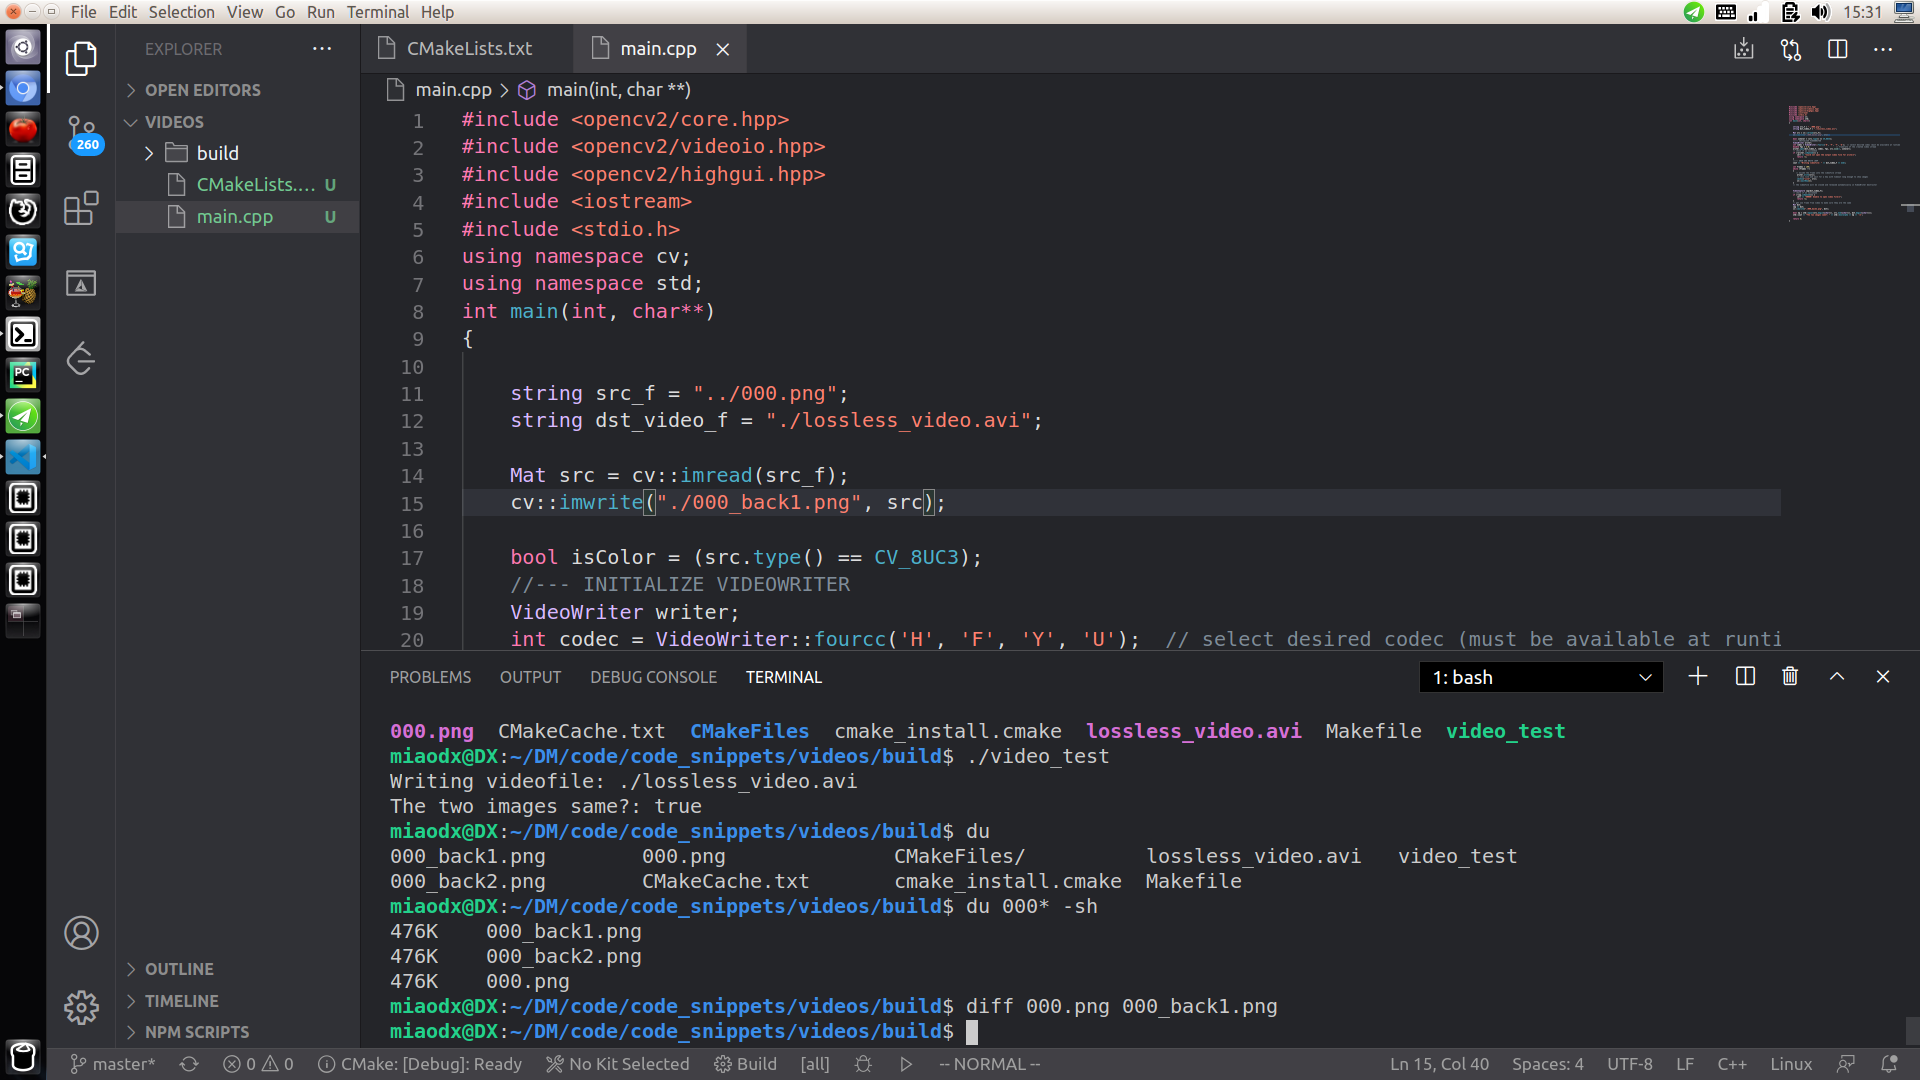 File Edit Selection View Go Run Terminal Help
15:31
EXPLORER
OPEN EDITORS
VIDEOS
build
CMakeLists.... U
main.cpp U
260
PC
OUTLINE
TIMELINE
NPM SCRIPTS
CMakeLists.txt
main.cpp
main.cpp > main(int, char **)
1 #include <opencv2/core.hpp>
2 #include <opencv2/videoio.hpp>
3 #include <opencv2/highgui.hpp>
4 #include <iostream>
5 #include <stdio.h>
6 using namespace cv;
7 using namespace std;
8 int main(int, char**)
9 {
10
11 string src_f = "../000.png";
12 string dst_video_f = "./lossless_video.avi";
13
14 Mat src = cv::imread(src_f);
15 cv::imwrite("./000_back1.png", src);
16
17 bool isColor = (src.type() == CV_8UC3);
18 //--- INITIALIZE VIDEOWRITER
19 VideoWriter writer;
20 int codec = VideoWriter::fourcc('H', 'F', 'Y', 'U'); // select desired codec (must be available at runti
PROBLEMS OUTPUT DEBUG CONSOLE TERMINAL
1: bash
000.png CMakeCache.txt CMakeFiles cmake_install.cmake lossless_video.avi Makefile video_test
miaodx@DX:~/DM/code/code_snippets/videos/build$ ./video_test
Writing videofile: ./lossless_video.avi
The two images same?: true
miaodx@DX:~/DM/code/code_snippets/videos/build$ du
000_back1.png 000.png CMakeFiles/ lossless_video.avi video_test
000_back2.png CMakeCache.txt cmake_install.cmake Makefile
miaodx@DX:~/DM/code/code_snippets/videos/build$ du 000* -sh
476K 000_back1.png
476K 000_back2.png
476K 000.png
miaodx@DX:~/DM/code/code_snippets/videos/build$ diff 000.png 000_back1.png
miaodx@DX:~/DM/code/code_snippets/videos/build$
master* 0 0 CMake: [Debug]: Ready No Kit Selected Build [all] -- NORMAL -- Ln 15, Col 40 Spaces: 4 UTF-8 LF C++ Linux